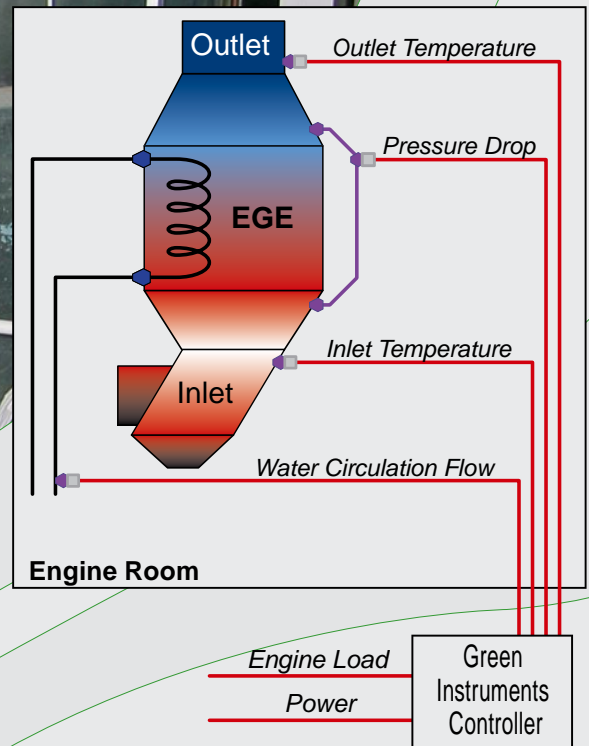 Outlet
Outlet Temperature
Pressure Drop
EGE
Inlet Temperature
Inlet
Water Circulation Flow
Engine Room
Engine Load
Power
Green
Instruments
Controller